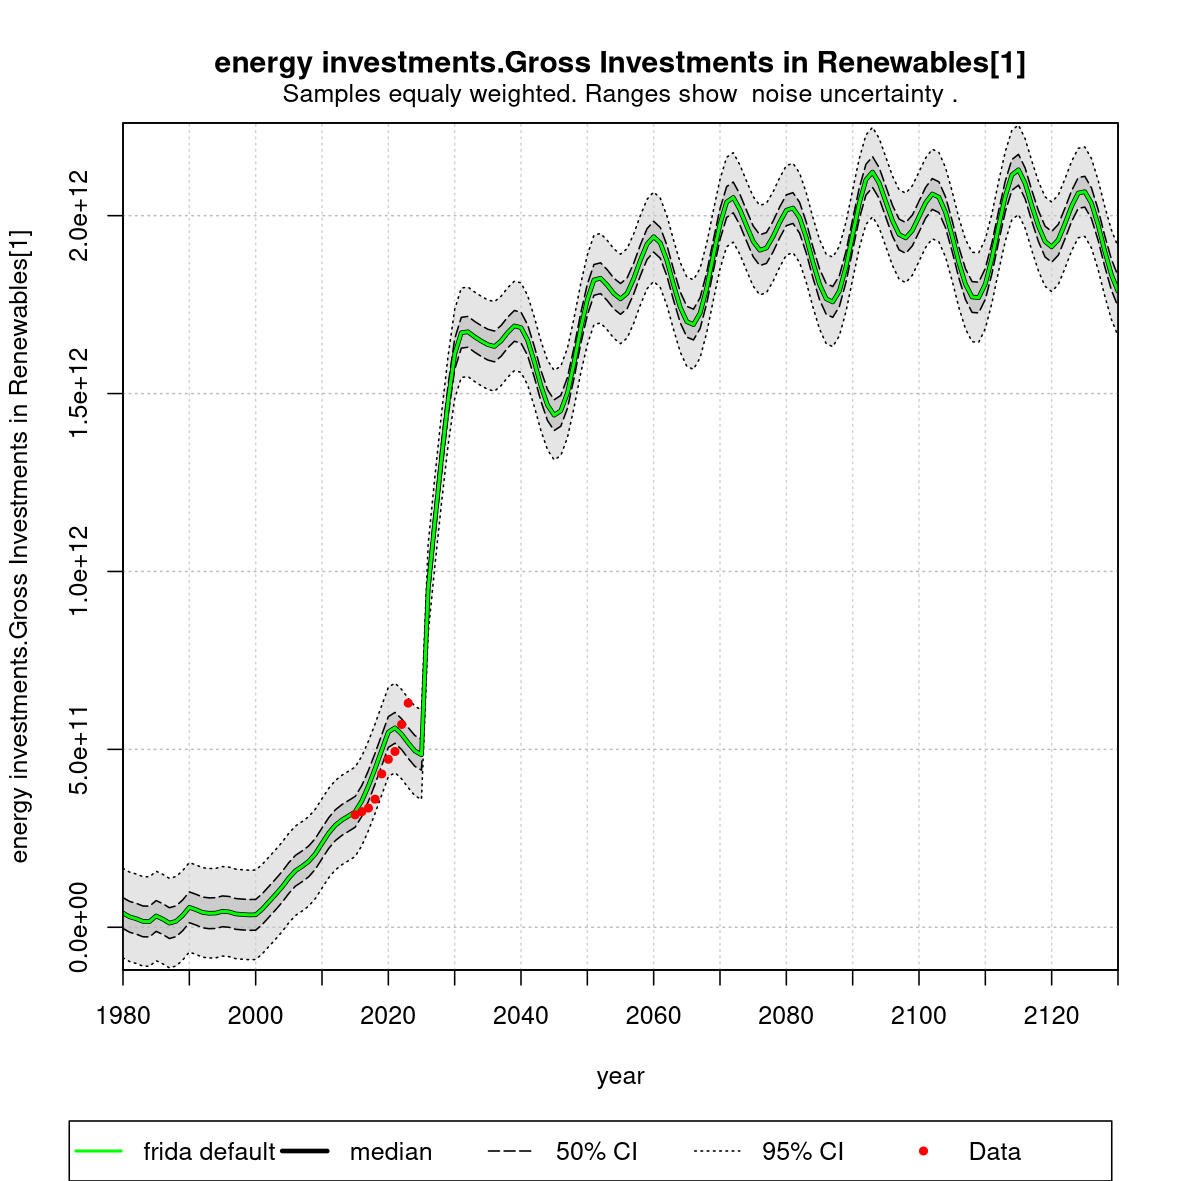 energy investments.Gross Investments in Renewables[1]
Samples equaly weighted. Ranges show  noise uncertainty .
energy investments.Gross Investments in Renewables[1]
2.0e+12
1.5e+12
1.0e+12
5.0e+11
0.0e+00
1980 2000 2020 2040 2060 2080 2100 2120
year
frida default median 50% CI 95% CI Data